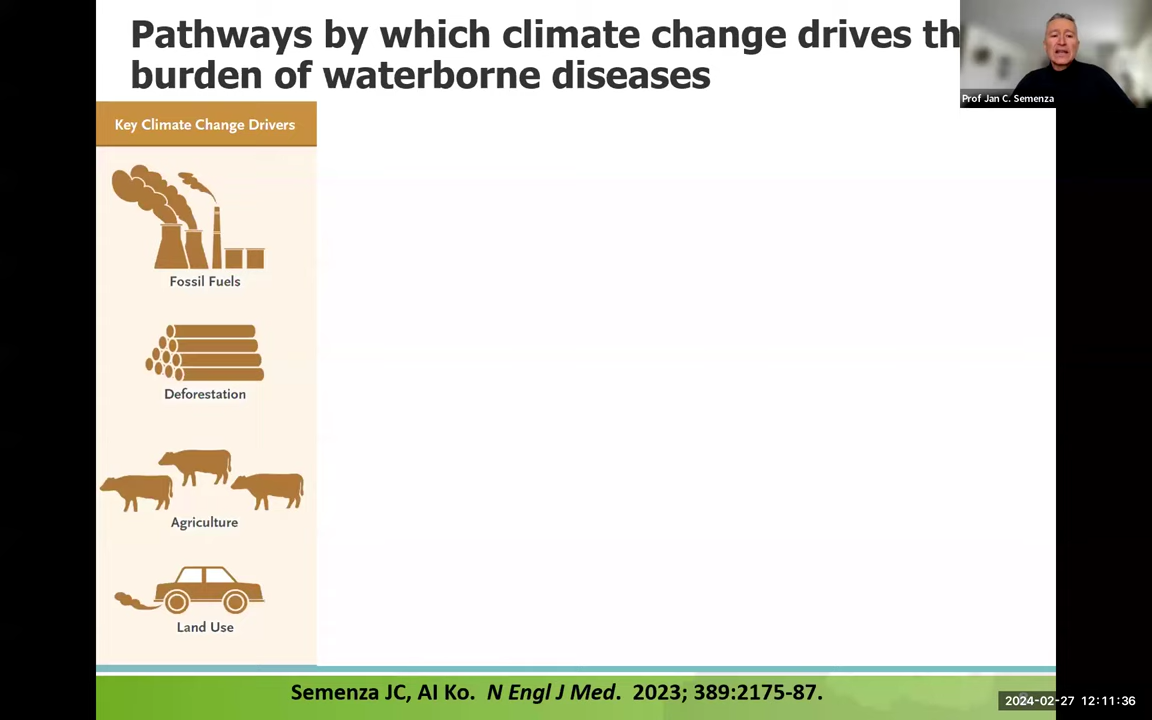 Pathways by which climate change drives th
burden of waterborne diseases
Prof Jan C. Semenza
Key Climate Change Drivers
Fossil Fuels
Deforestation
Agriculture
Land Use
Semenza JC, AI Ko. N Engl J Med. 2023; 389:2175-87.
2024-02-27 12:11:36